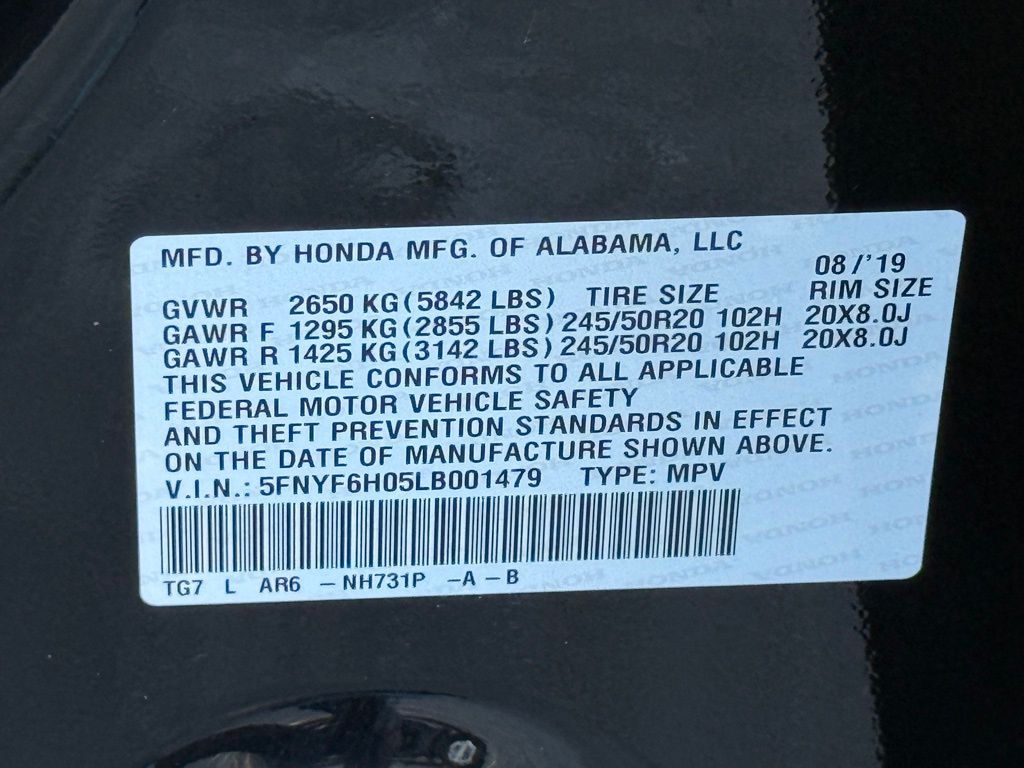 MFD. BY HONDA MFG. OF ALABAMA, LLC
08/'19
GVWR 2650 KG (5842 LBS) TIRE SIZE RIM SIZE
GAWR F 1295 KG (2855 LBS) 245/50R20 102H 20X8.0J
GAWR R 1425 KG (3142 LBS) 245/50R20 102H 20X8.0J
THIS VEHICLE CONFORMS TO ALL APPLICABLE
FEDERAL MOTOR VEHICLE SAFETY
AND THEFT PREVENTION STANDARDS IN EFFECT
ON THE DATE OF MANUFACTURE SHOWN ABOVE.
V.I.N.: 5FNYF6H05LB001479 TYPE: MPV
TG7 L AR6 -NH731P -A-B